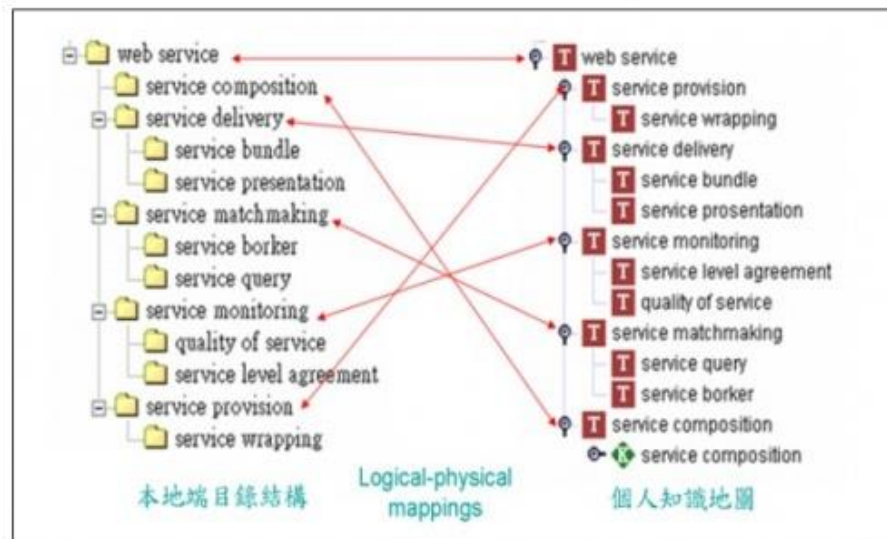 web service
service composition
service delivery
service bundle
service presentation
service matchmaking
service borker
service query
service monitoring
quality of service
service level agreement
service provision
service wrapping
本地端目錄結構
Logical-physical
mappings
T web service
T service provision
T service wrapping
T service delivery
T service bundle
T service prosentation
T service monitoring
T service level agreement
T quality of service
T service matchmaking
T service query
T service borker
T service composition
K service composition
個人知識地圖